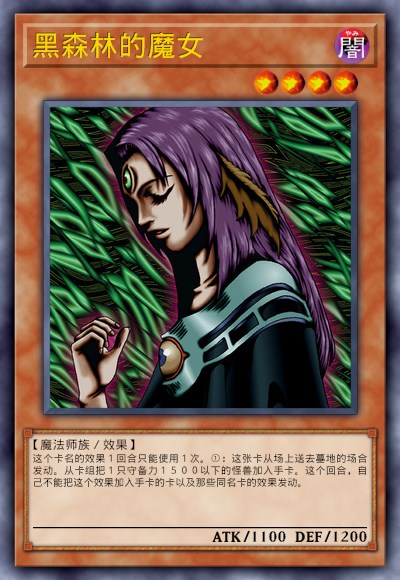 黑森林的魔女
やみ
闇
【魔法师族／效果】
这个卡名的效果１回合只能使用１次。①：这张卡从场上送去墓地的场合
发动。从卡组把１只守备力１５００以下的怪兽加入手卡。这个回合，自
己不能把这个效果加入手卡的卡以及那些同名卡的效果发动。
ATK/1100 DEF/1200